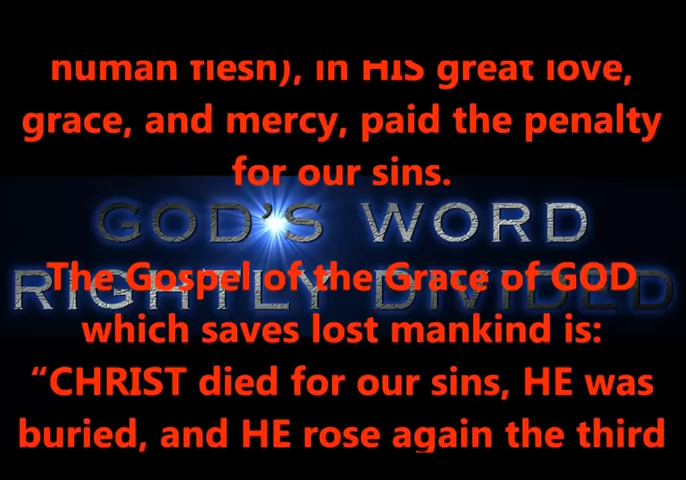 human flesh), in HIS great love,
grace, and mercy, paid the penalty
for our sins.
GOD'S WORD
RIGHTLY DIVIDED
The Gospel of the Grace of GOD
which saves lost mankind is:
“CHRIST died for our sins, HE was
buried, and HE rose again the third